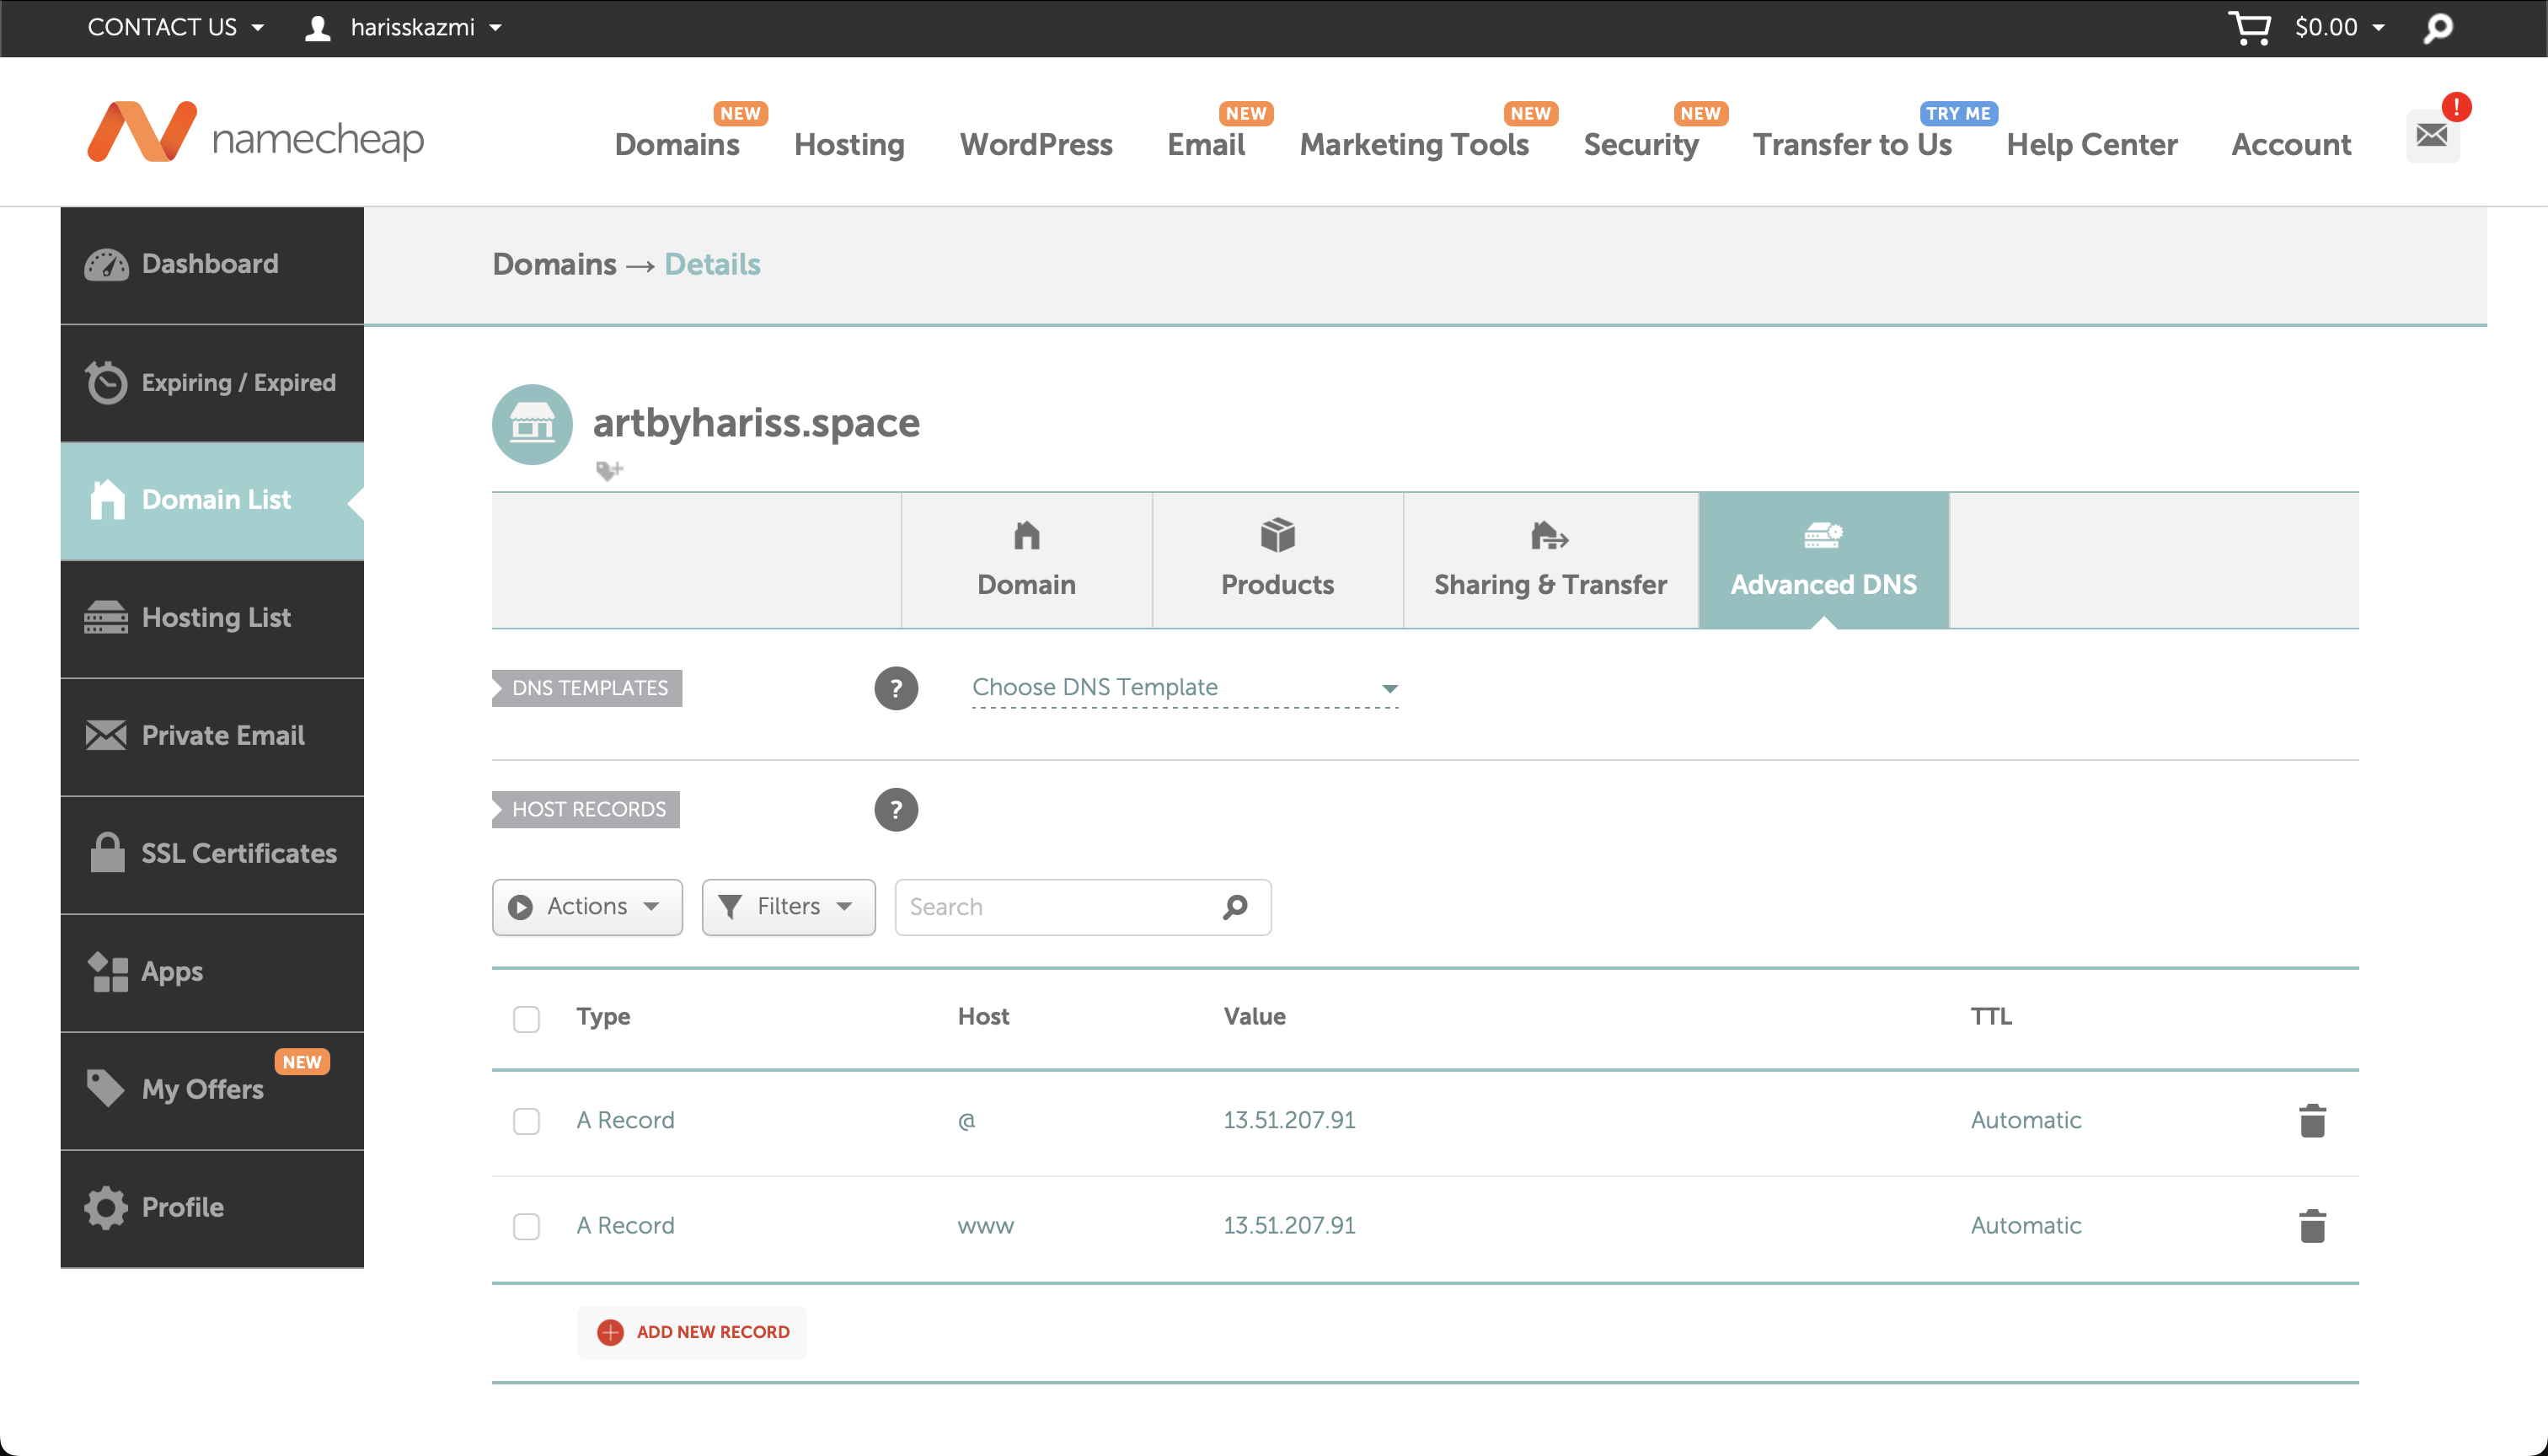 CONTACT US harisskazmi $0.00
namecheap
Domains NEW Hosting WordPress Email NEW Marketing Tools NEW Security NEW Transfer to Us TRY ME Help Center Account !
Dashboard
Expiring / Expired
Domain List
Hosting List
Private Email
SSL Certificates
Apps
My Offers NEW
Profile
Domains → Details
artbyhariss.space
Domain Products Sharing & Transfer Advanced DNS
DNS TEMPLATES ? Choose DNS Template
HOST RECORDS ?
Actions Filters Search
Type Host Value TTL
A Record @ 13.51.207.91 Automatic
A Record www 13.51.207.91 Automatic
ADD NEW RECORD